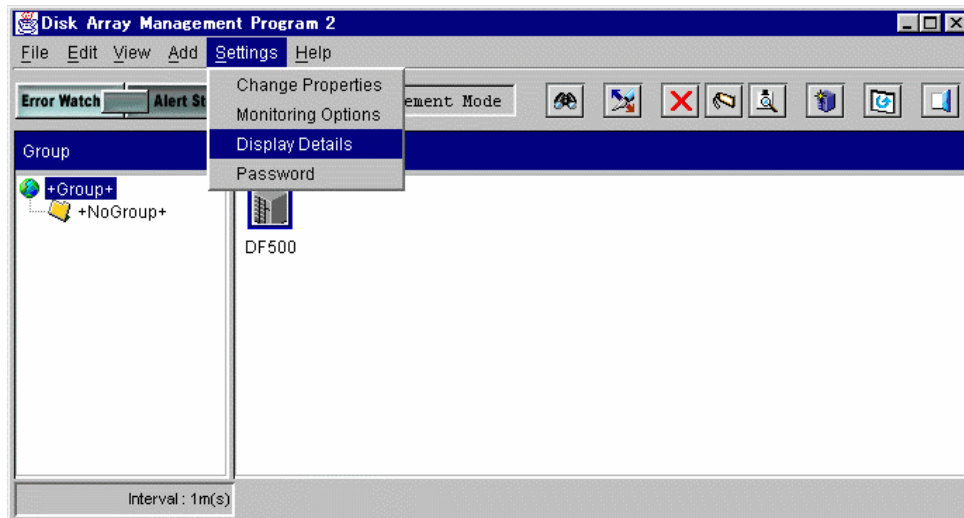 Disk Array Management Program 2
File Edit View Add Settings Help
Change Properties
Monitoring Options
Display Details
Password
Error Watch Alert St
ement Mode
Group
+Group+
+NoGroup+
DF500
Interval : 1m(s)